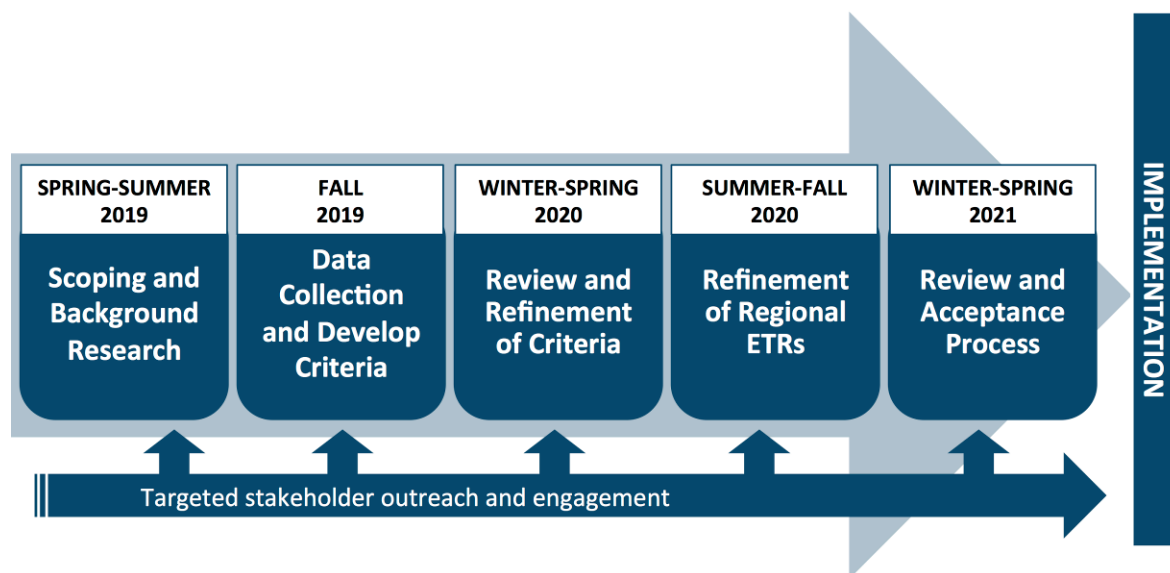 SPRING-SUMMER
2019
Scoping and
Background
Research
FALL
2019
Data
Collection
and Develop
Criteria
WINTER-SPRING
2020
Review and
Refinement
of Criteria
SUMMER-FALL
2020
Refinement
of Regional
ETRs
WINTER-SPRING
2021
Review and
Acceptance
Process
IMPLEMENTATION
Targeted stakeholder outreach and engagement